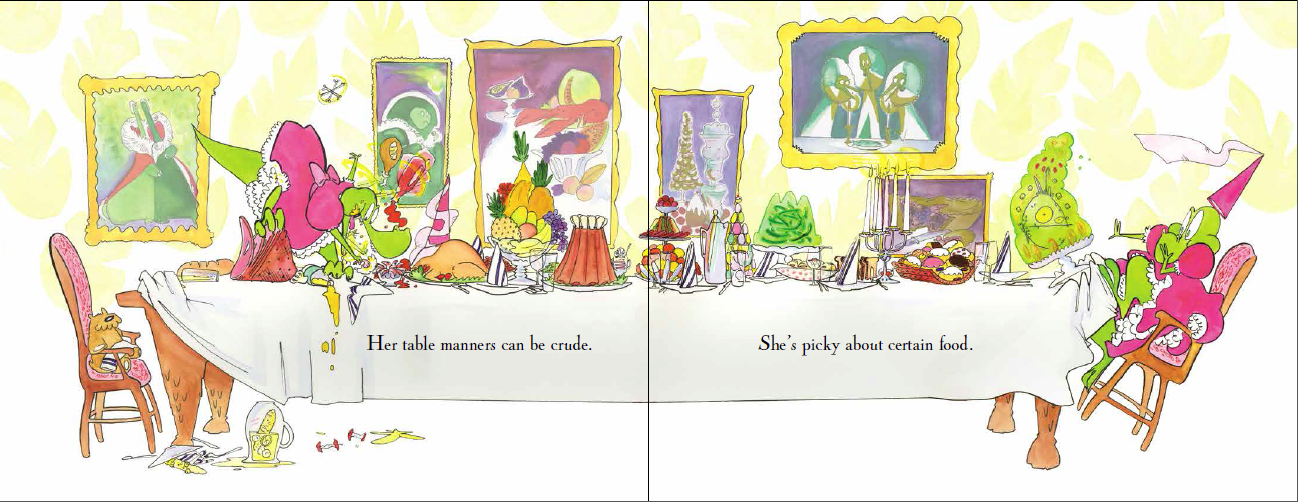 Her table manners can be crude.
She's picky about certain food.